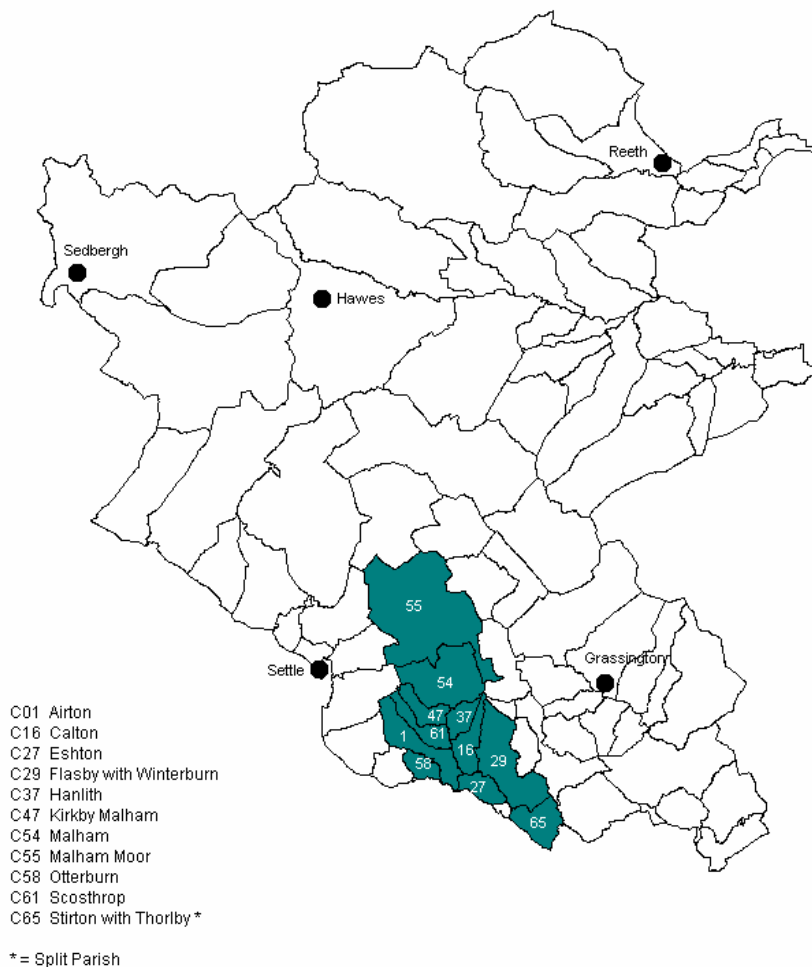 Reeth
Sedbergh
Hawes
55
Settle
Grassington
54
47 37
1 61
16
58 29
27
65
C01 Airton
C16 Calton
C27 Eshton
C29 Flasby with Winterburn
C37 Hanlith
C47 Kirkby Malham
C54 Malham
C55 Malham Moor
C58 Otterburn
C61 Scosthrop
C65 Stirton with Thorlby *
* = Split Parish